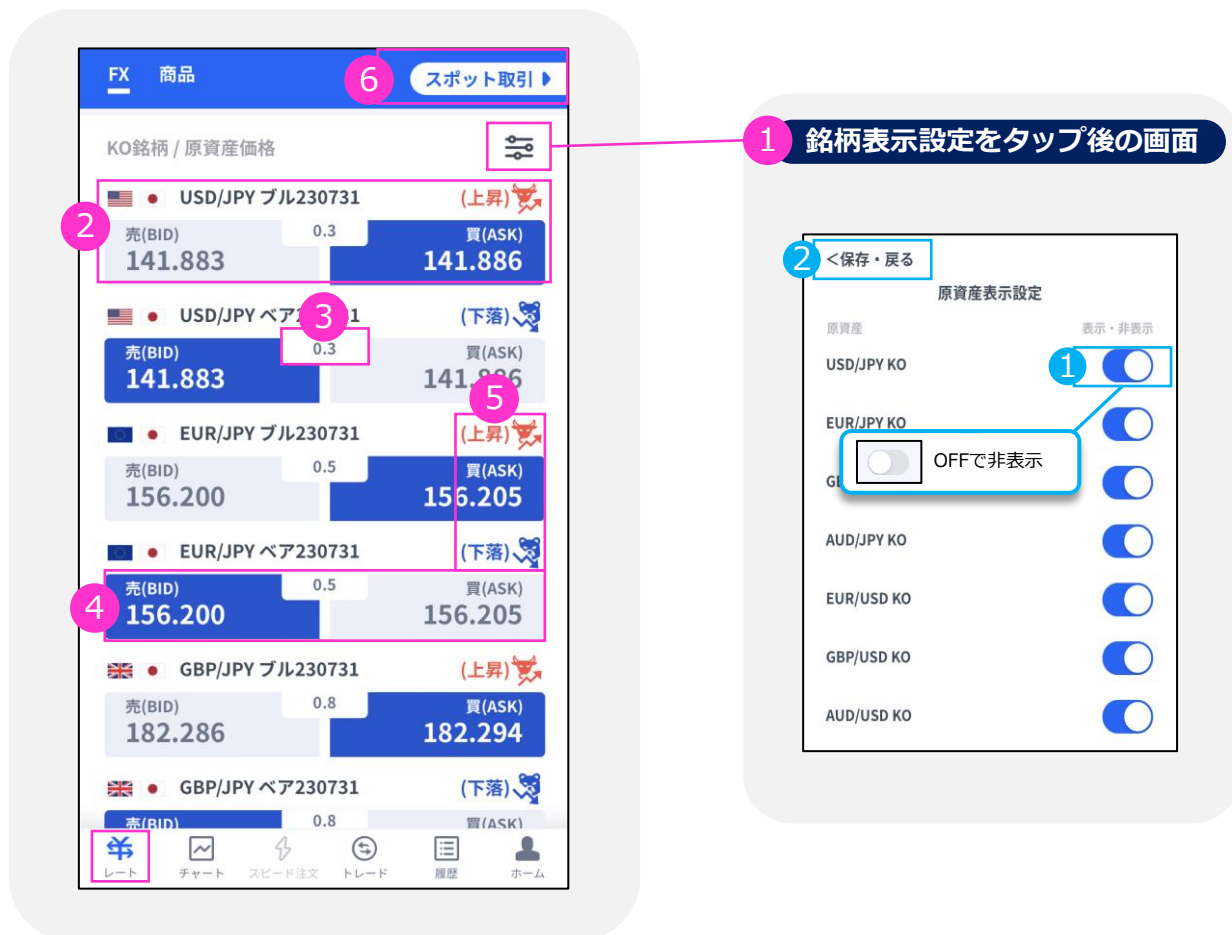 FX 商品 6 スポット取引
KO銘柄 / 原資産価格
USD/JPY ブル230731 (上昇)
2
売(BID) 0.3 買(ASK)
141.883 141.886
USD/JPY ベア 1 (下落)
3
売(BID) 0.3 買(ASK)
141.883
5
EUR/JPY ブル230731 (上昇)
売(BID) 0.5 買(ASK)
156.200 156.205
EUR/JPY ベア230731 (下落)
4
売(BID) 0.5 買(ASK)
156.200 156.205
GBP/JPY ブル230731 (上昇)
売(BID) 0.8 買(ASK)
182.286 182.294
GBP/JPY ベア230731 (下落)
売(BID) 0.8 買(ASK)
レート チャート スピード注文 トレード 履歴 ホーム
1 銘柄表示設定をタップ後の画面
2 <保存・戻る
原資産表示設定
原資産 表示・非表示
USD/JPY KO 1
EUR/JPY KO
OFFで非表示
AUD/JPY KO
EUR/USD KO
GBP/USD KO
AUD/USD KO